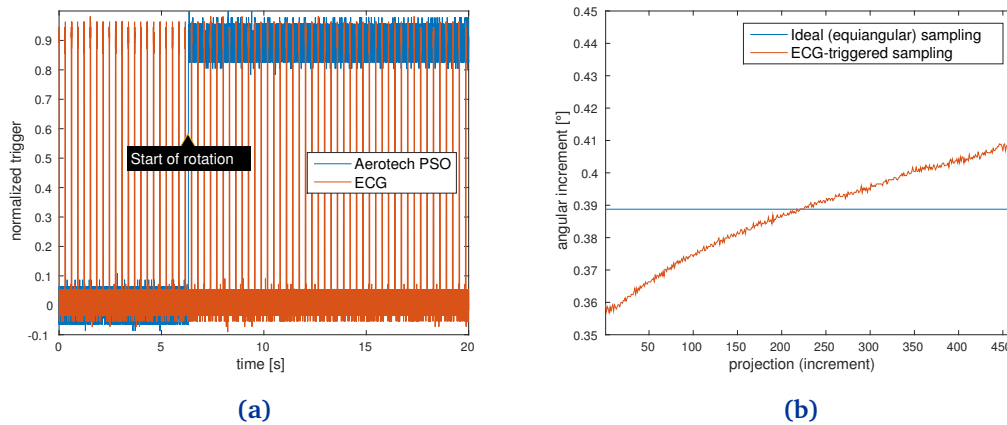 0.9
0.8
0.7
0.6
0.5
0.4
0.3
0.2
0.1
0
-0.1
normalized trigger
Start of rotation
Aerotech PSO
ECG
0 5 10 15 20
time [s]
(a)
0.45
0.44
0.43
0.42
0.41
0.4
0.39
0.38
0.37
0.36
0.35
angular increment [°]
Ideal (equiangular) sampling
ECG-triggered sampling
50 100 150 200 250 300 350 400 450
projection (increment)
(b)